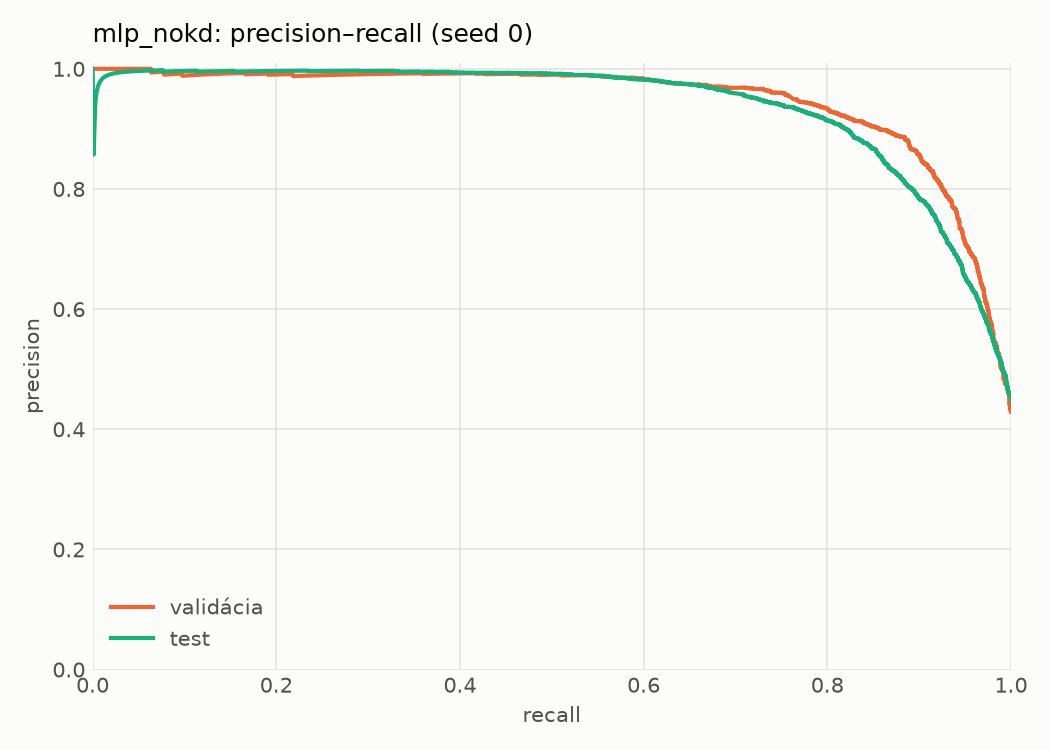 mlp_nokd: precision–recall (seed 0)
1.0
0.8
0.6
0.4
0.2
0.0
precision
validácia
test
0.0 0.2 0.4 0.6 0.8 1.0
recall